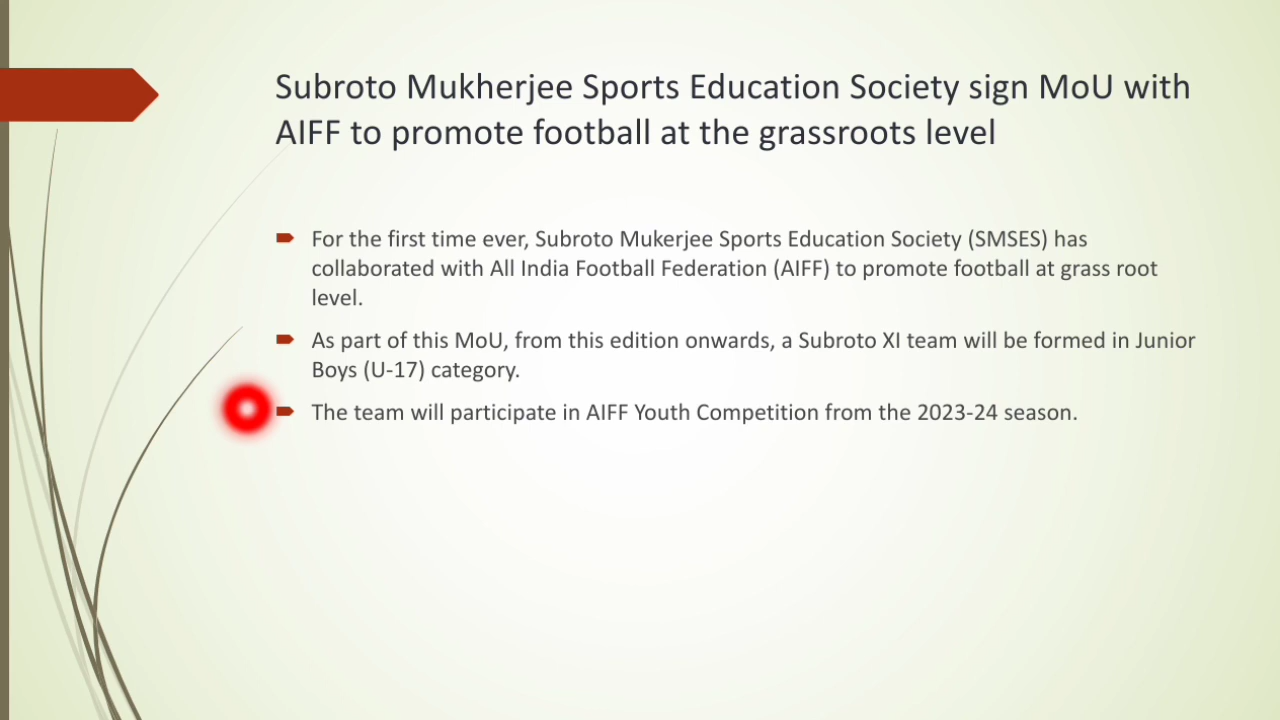 Subroto Mukherjee Sports Education Society sign MoU with
AIFF to promote football at the grassroots level
For the first time ever, Subroto Mukerjee Sports Education Society (SMSES) has
collaborated with All India Football Federation (AIFF) to promote football at grass root
level.
As part of this MoU, from this edition onwards, a Subroto XI team will be formed in Junior
Boys (U-17) category.
The team will participate in AIFF Youth Competition from the 2023-24 season.